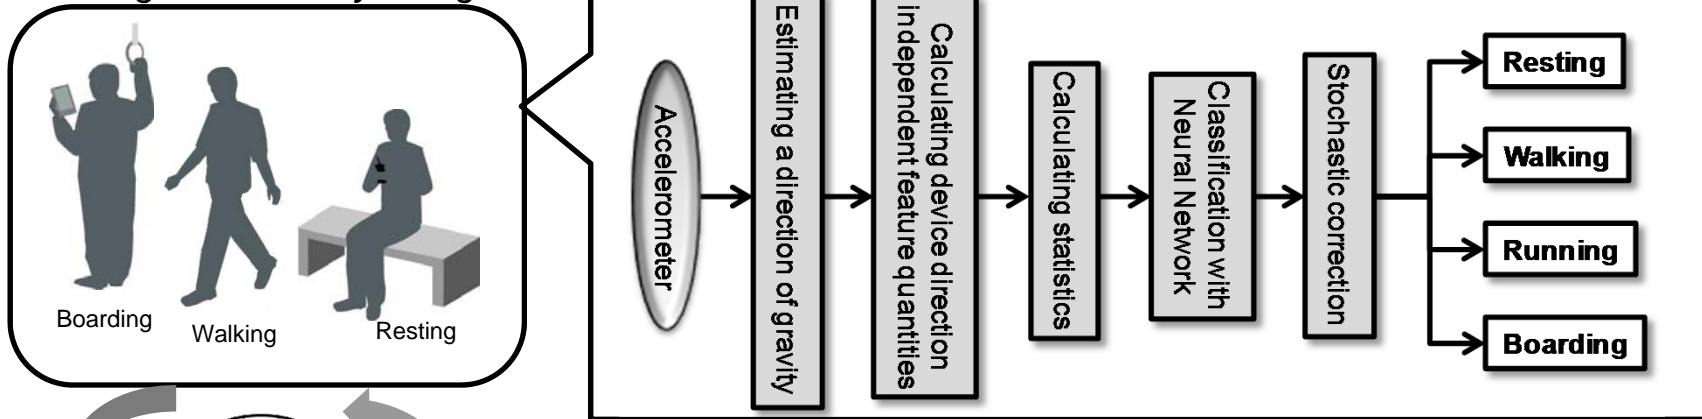 Boarding
Walking
Resting
Accelerometer
Estimating a direction of gravity
Calculating device direction
independent feature quantities
Calculating statistics
Classification with
Neural Network
Stochastic correction
Resting
Walking
Running
Boarding